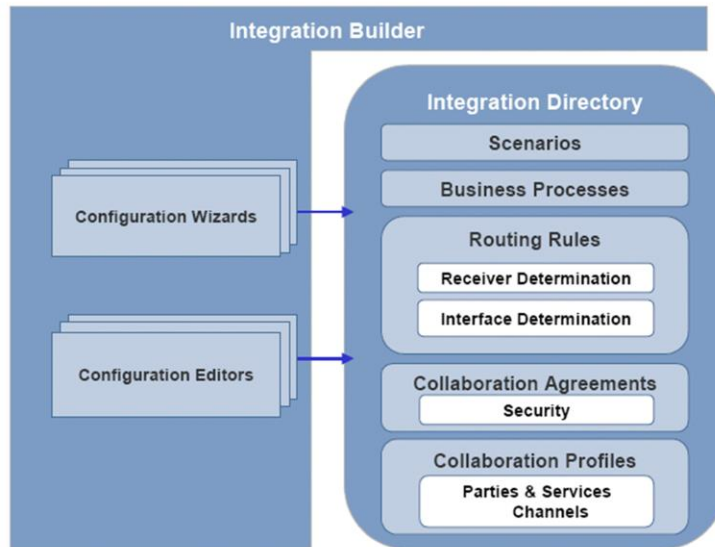 Integration Builder
Integration Directory
Scenarios
Business Processes
Configuration Wizards
Routing Rules
Receiver Determination
Interface Determination
Configuration Editors
Collaboration Agreements
Security
Collaboration Profiles
Parties & Services
Channels